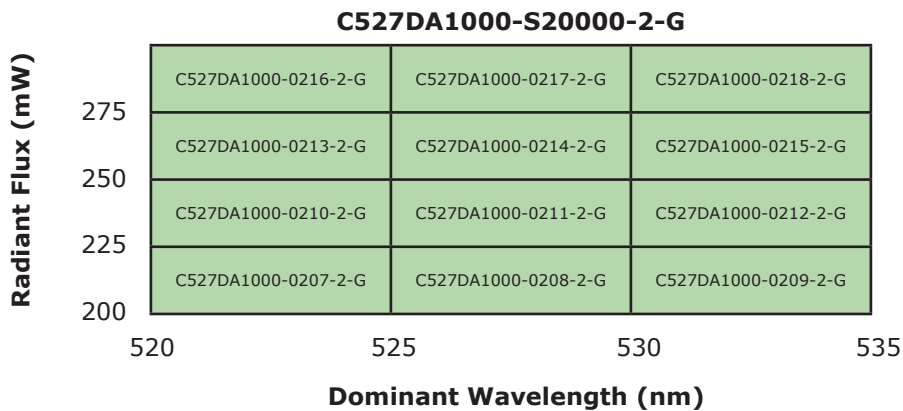 C527DA1000-S20000-2-G
Radiant Flux (mW)
C527DA1000-0216-2-G C527DA1000-0217-2-G C527DA1000-0218-2-G
275
C527DA1000-0213-2-G C527DA1000-0214-2-G C527DA1000-0215-2-G
250
C527DA1000-0210-2-G C527DA1000-0211-2-G C527DA1000-0212-2-G
225
C527DA1000-0207-2-G C527DA1000-0208-2-G C527DA1000-0209-2-G
200
520 525 530 535
Dominant Wavelength (nm)